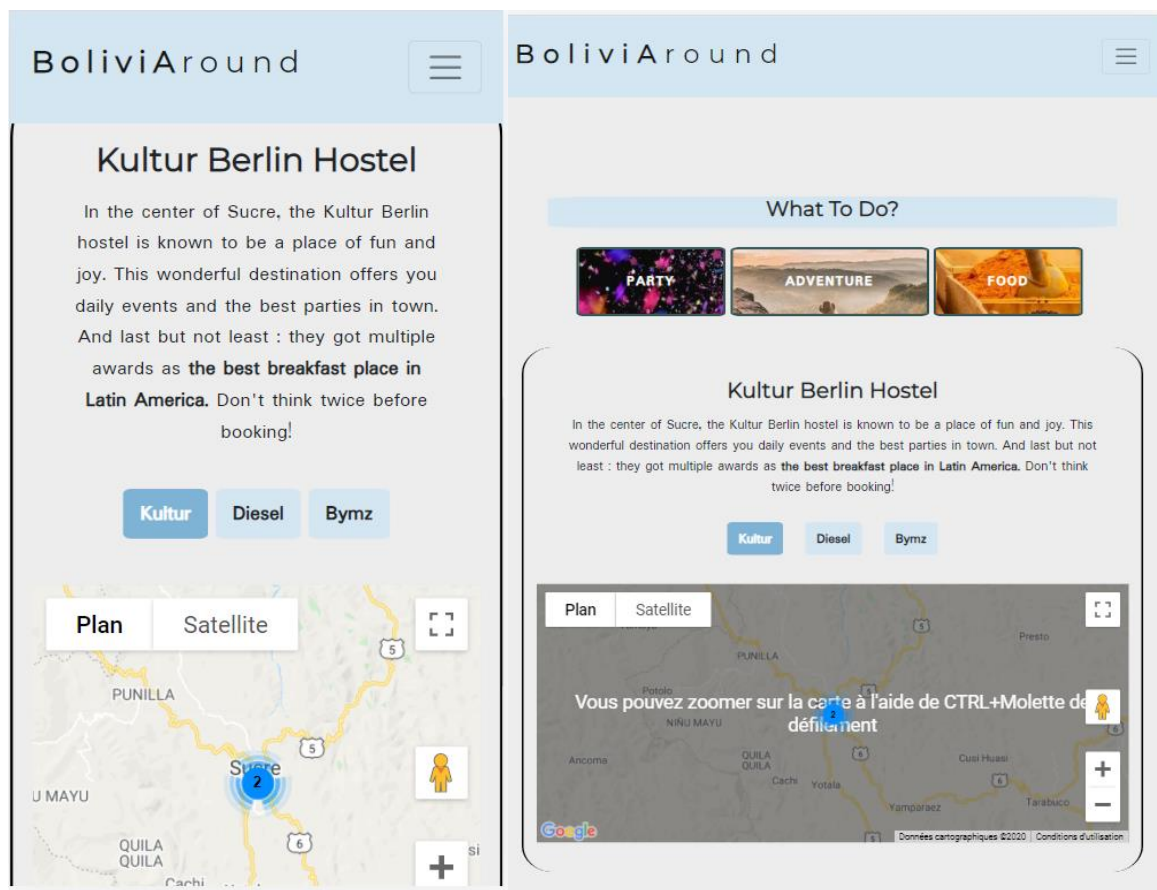 BoliviAround
Kultur Berlin Hostel
In the center of Sucre, the Kultur Berlin
hostel is known to be a place of fun and
joy. This wonderful destination offers you
daily events and the best parties in town.
And last but not least : they got multiple
awards as the best breakfast place in
Latin America. Don't think twice before
booking!
Kultur Diesel Bymz
Plan Satellite
5
PUNILLA
5
Sucre
2
U MAYU
QUILA
QUILA
6
si
Cachi
BoliviAround
What To Do?
PARTY ADVENTURE FOOD
Kultur Berlin Hostel
In the center of Sucre, the Kultur Berlin hostel is known to be a place of fun and joy. This
wonderful destination offers you daily events and the best parties in town. And last but not
least : they got multiple awards as the best breakfast place in Latin America. Don't think
twice before booking!
Kultur Diesel Bymz
Plan Satellite
5
Presto
PUNILLA
Potolo
Vous pouvez zoomer sur la carte à l'aide de CTRL+Molette de
défilement
2
NIÑU MAYU
6
Ancoma
QUILA
QUILA
6
Cusi Huasi
Cachi
Yotala
6
Yamparaez
Tarabuco
Google
5
Données cartographiques ©2020
Conditions d'utilisation